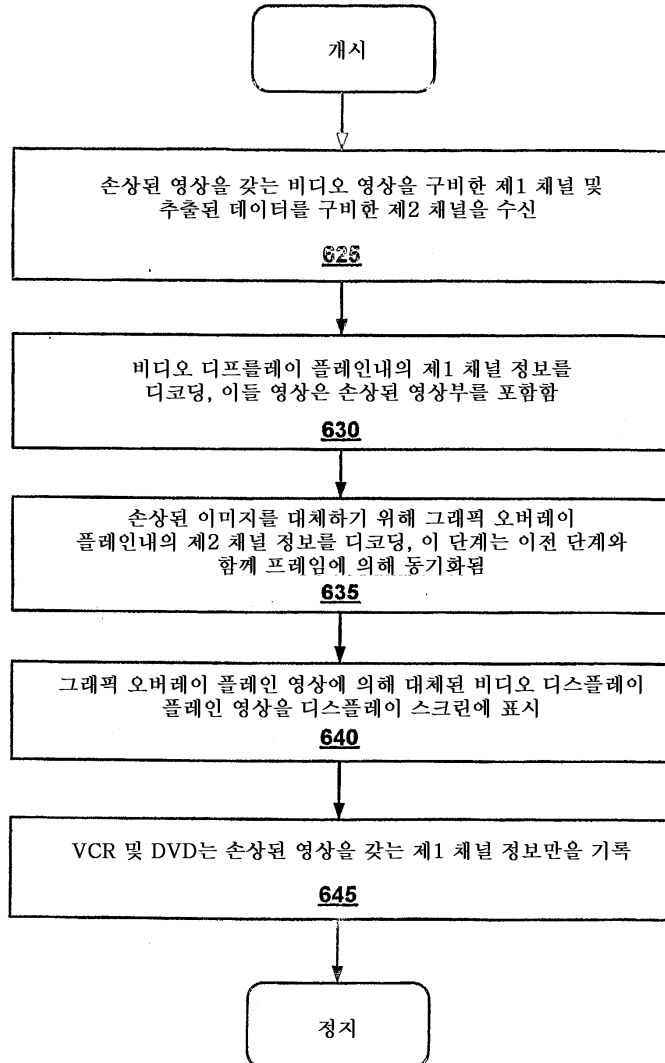 개시
손상된 영상을 갖는 비디오 영상을 구비한 제1 채널 및
추출된 데이터를 구비한 제2 채널을 수신
625
비디오 디프를레이 플레인내의 제1 채널 정보를
디코딩, 이들 영상은 손상된 영상부를 포함함
630
손상된 이미지를 대체하기 위해 그래픽 오버레이
플레인내의 제2 채널 정보를 디코딩, 이 단계는 이전 단계와
함께 프레임에 의해 동기화됨
635
그래픽 오버레이 플레인 영상에 의해 대체된 비디오 디스플레이
플레인 영상을 디스플레이 스크린에 표시
640
VCR 및 DVD는 손상된 영상을 갖는 제1 채널 정보만을 기록
645
정지